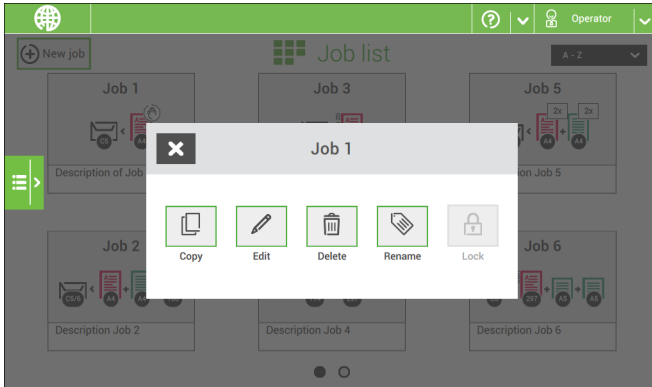 Operator
New job
Job list
A - Z
Job 1
Job 3
Job 5
2x 2x
C5 A4
A4 A4
Description of Job
ion Job 5
Job 1
Copy
Edit
Delete
Rename
Lock
Job 2
Job 6
C5/6 A4 A4
297 A5 A5
Description Job 2
Description Job 4
Description Job 6